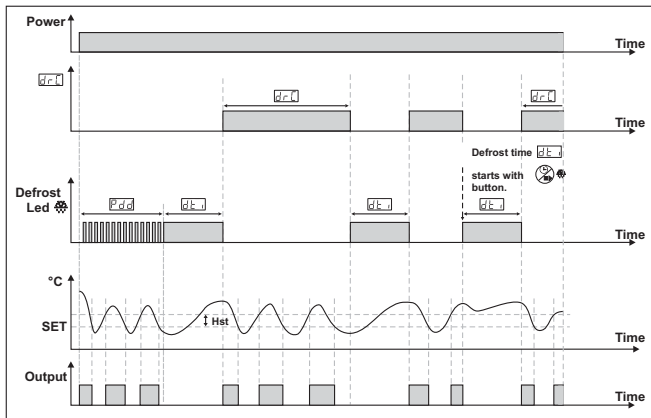 Power
Time
drC
drC
drC
Time
Defrost time dti
starts with
button.
Defrost
Led
Pdd
dti
dti
dti
Time
°C
SET
Hst
Time
Output
Time